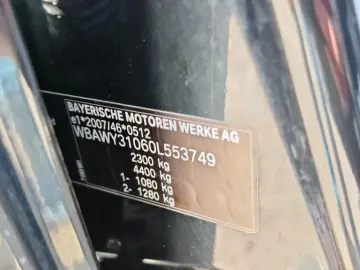 BAYERISCHE MOTOREN WERKE AG
e1*2007/46*0512
WBAWY31060L553749
2300 kg
4400 kg
1- 1080 kg
2- 1280 kg